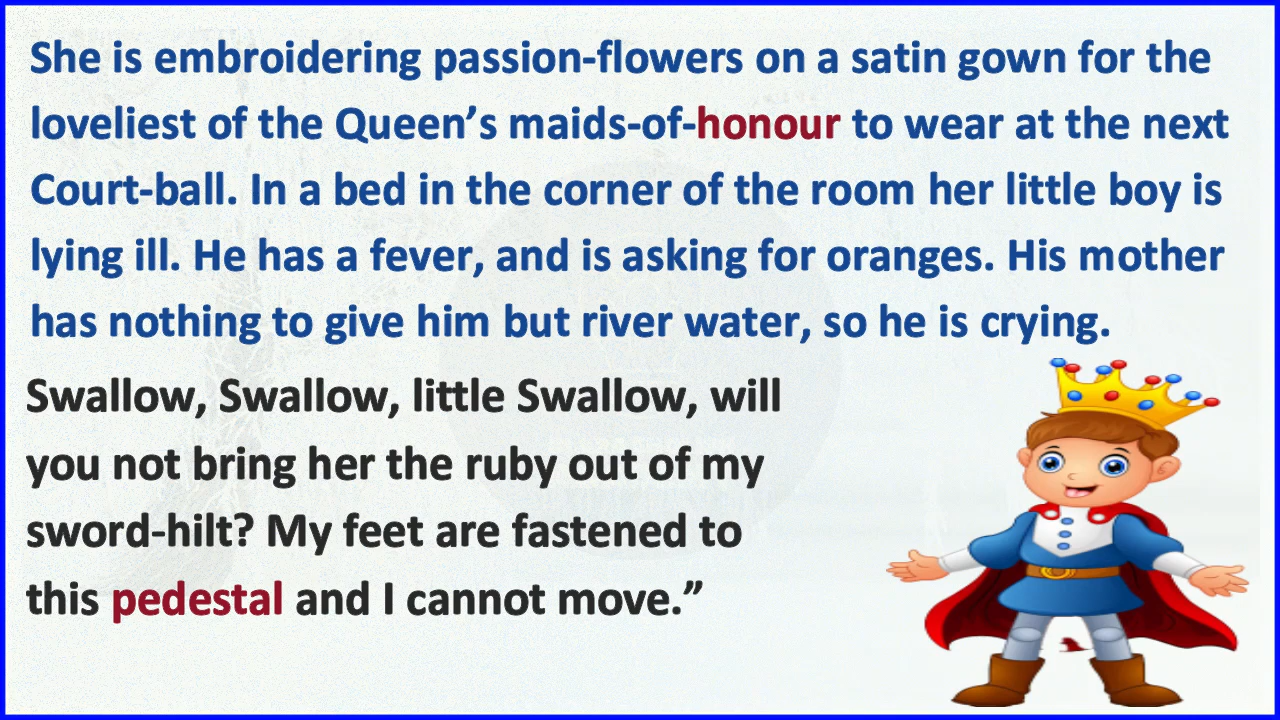 She is embroidering passion-flowers on a satin gown for the
loveliest of the Queen’s maids-of-honour to wear at the next
Court-ball. In a bed in the corner of the room her little boy is
lying ill. He has a fever, and is asking for oranges. His mother
has nothing to give him but river water, so he is crying.
Swallow, Swallow, little Swallow, will
you not bring her the ruby out of my
sword-hilt? My feet are fastened to
this pedestal and I cannot move.”